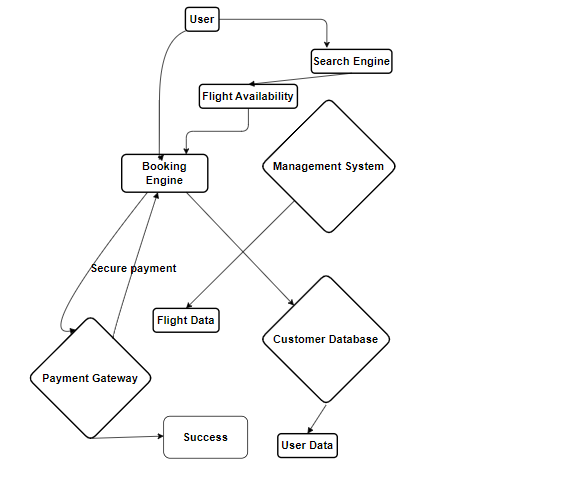 User
Search Engine
Flight Availability
Booking
Engine
Management System
Secure payment
Flight Data
Customer Database
Payment Gateway
Success
User Data